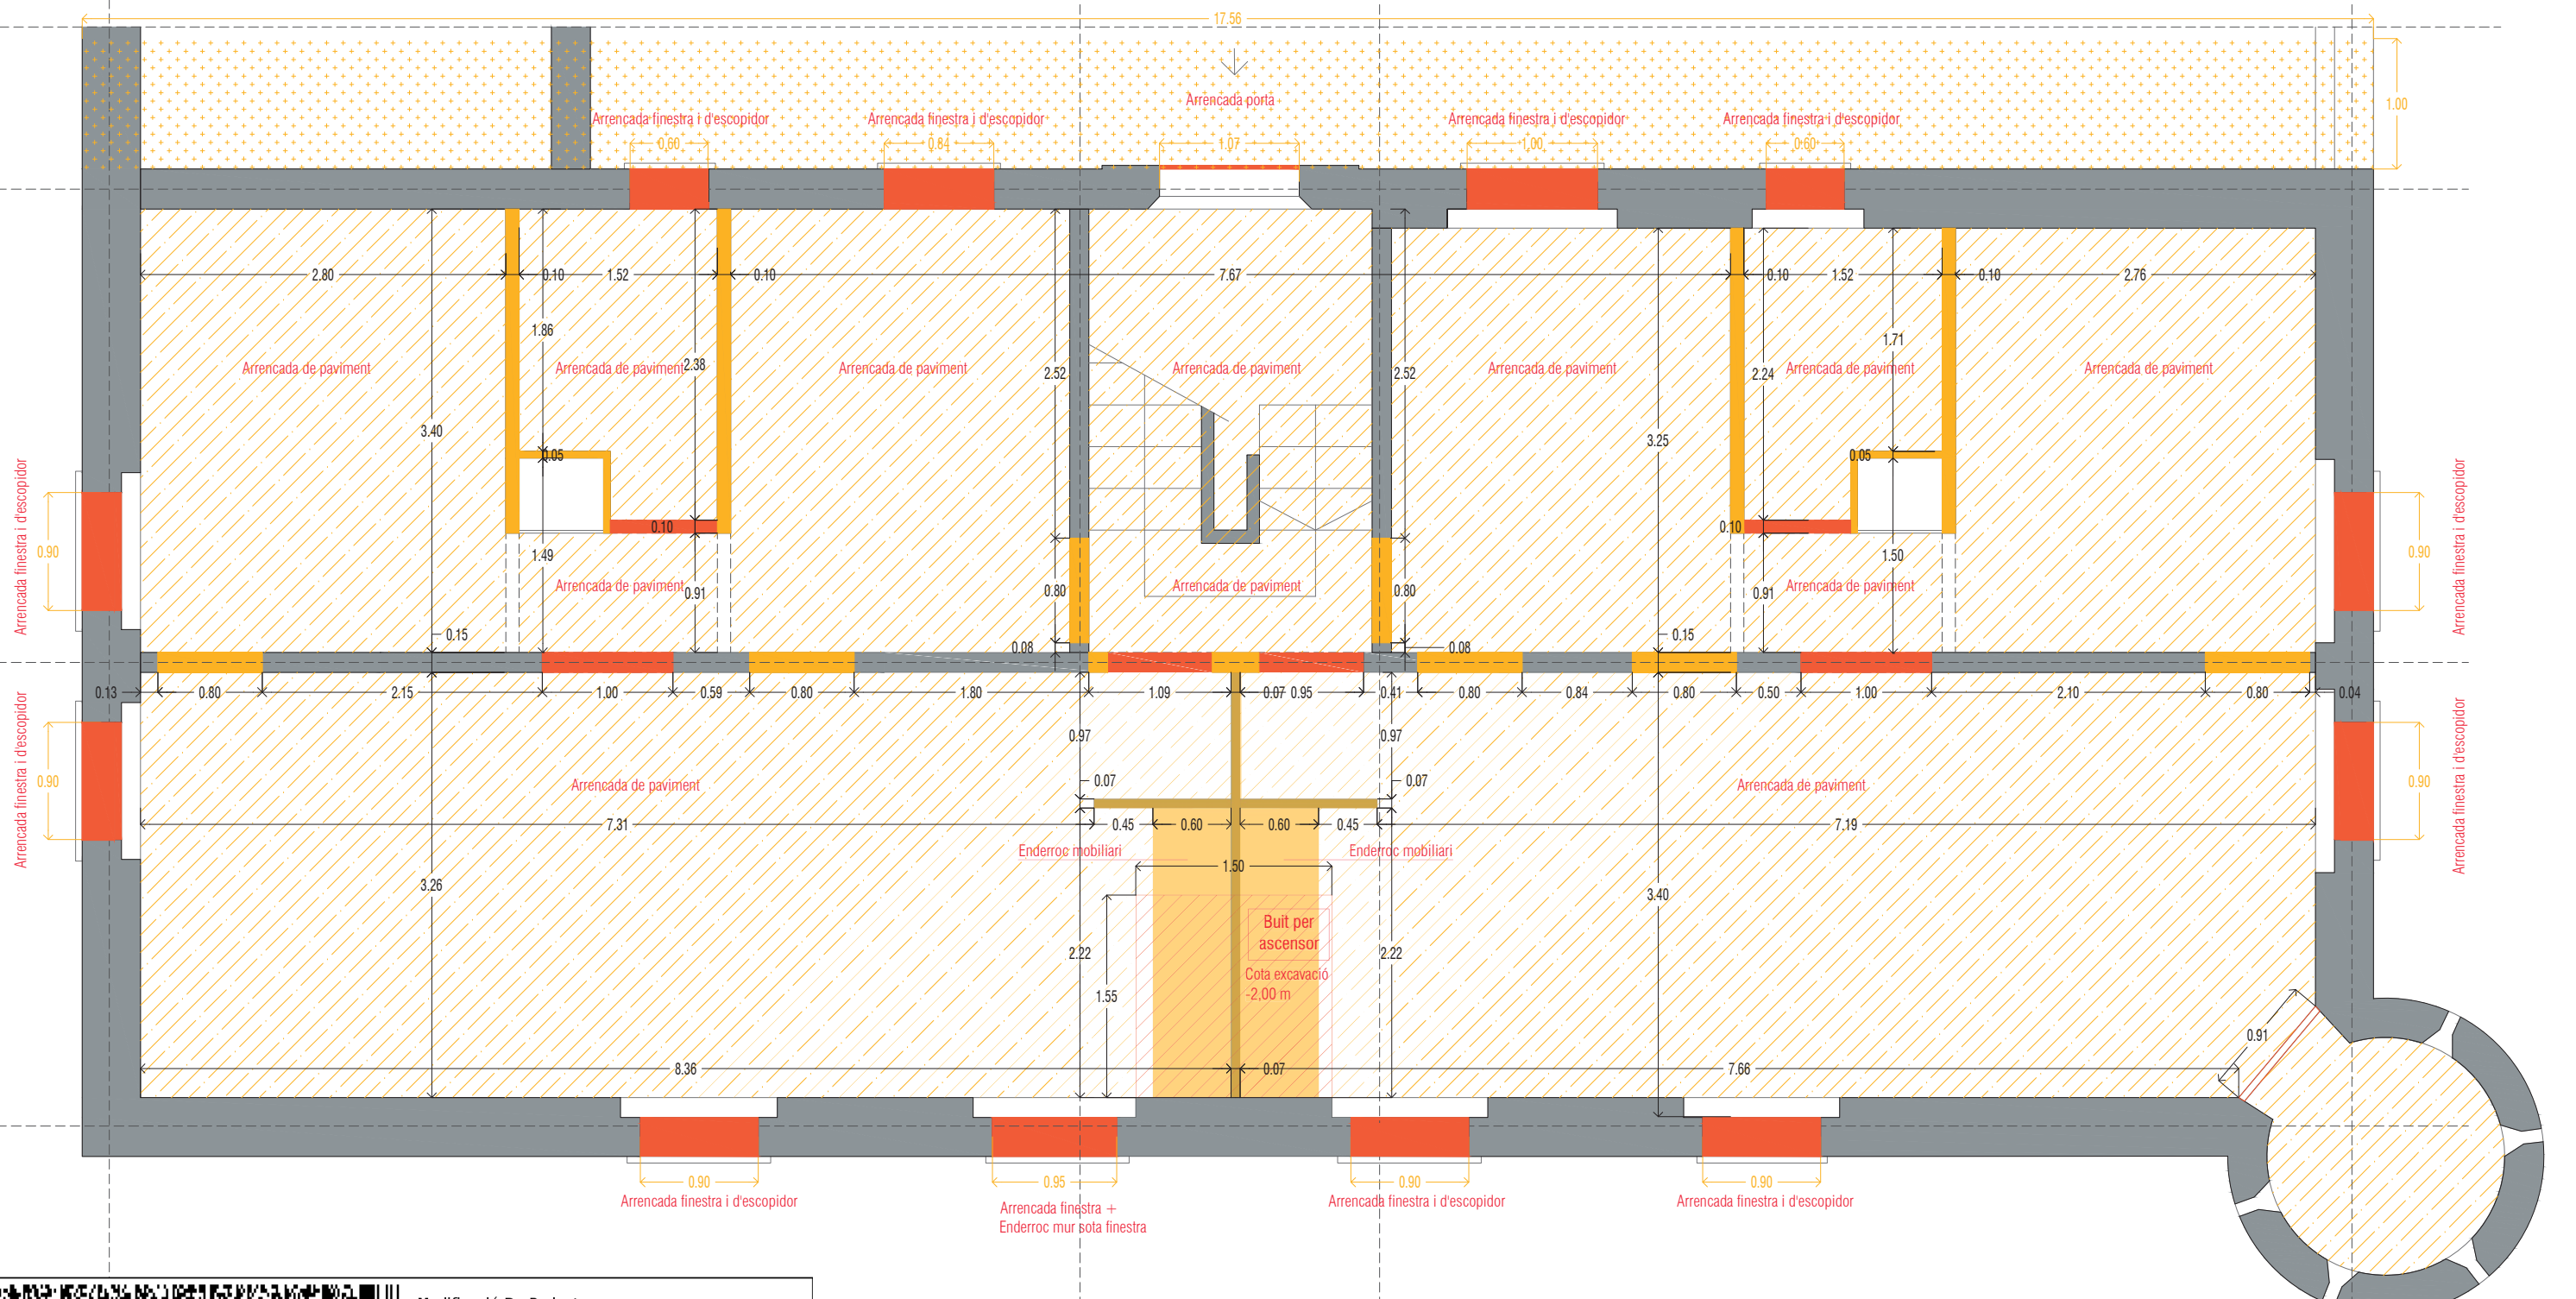 17.56
1.00
Arrencada porta
Arrencada finestra i d'escopidor
Arrencada finestra i d'escopidor
Arrencada finestra i d'escopidor
Arrencada finestra i d'escopidor
0.60
0.84
1.07
1.00
0.60
2.80
0.10
1.52
0.10
7.67
0.10
1.52
0.10
2.76
1.86
2.38
1.71
Arrencada de paviment
Arrencada de paviment
Arrencada de paviment
2.52
Arrencada de paviment
2.52
Arrencada de paviment
2.24
Arrencada de paviment
Arrencada de paviment
3.40
3.25
0.05
0.05
0.10
0.10
Arrencada finestra i d'escopidor
0.90
1.49
1.50
0.90
Arrencada finestra i d'escopidor
Arrencada de paviment
0.91
0.80
Arrencada de paviment
0.80
0.91
Arrencada de paviment
0.15
0.08
0.08
0.15
0.13
0.80
2.15
1.00
0.59
0.80
1.80
1.09
0.07
0.95
0.41
0.80
0.84
0.80
0.50
1.00
2.10
0.80
0.04
0.97
0.97
Arrencada finestra i d'escopidor
0.90
Arrencada de paviment
0.07
0.07
Arrencada de paviment
0.90
Arrencada finestra i d'escopidor
7.31
0.45
0.60
0.60
0.45
7.19
Enderroc mobiliari
Enderroc mobiliari
1.50
3.26
3.40
Buit per
ascensor
2.22
2.22
Cota excavació
-2,00 m
1.55
0.91
8.36
0.07
7.66
0.90
0.95
0.90
0.90
Arrencada finestra i d'escopidor
Arrencada finestra +
Enderroc mur sota finestra
Arrencada finestra i d'escopidor
Arrencada finestra i d'escopidor